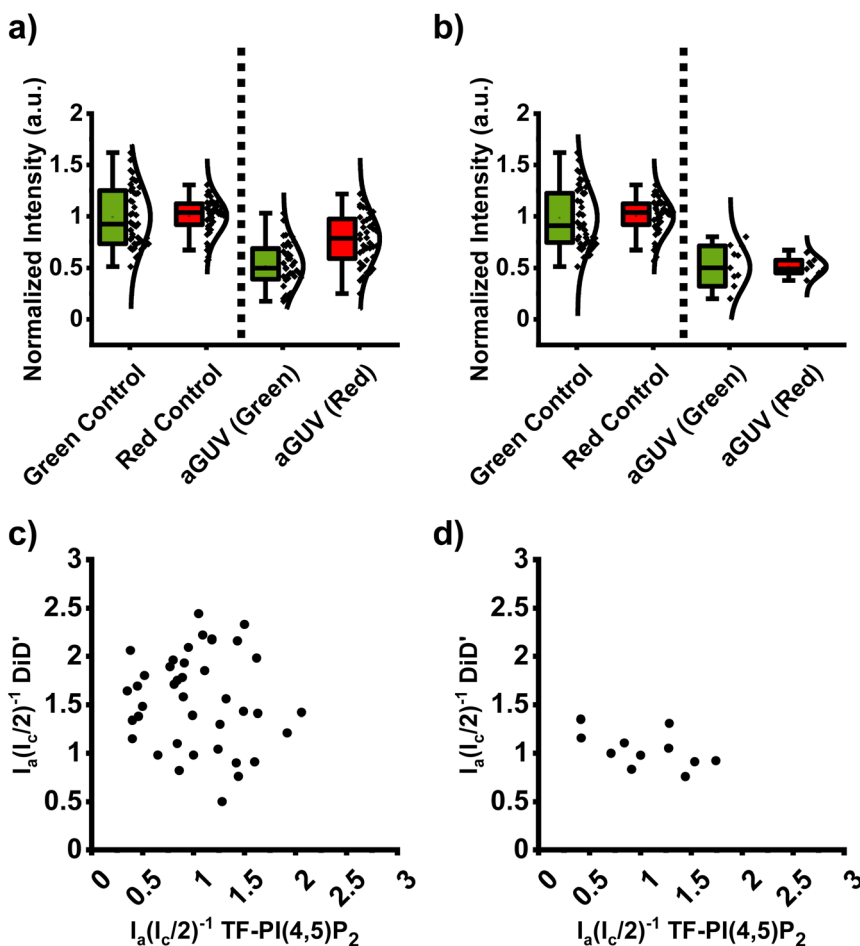 a)
Normalized Intensity (a.u.)
2
1.5
1
0.5
0
Green Control
Red Control
aGUV (Green)
aGUV (Red)
b)
Normalized Intensity (a.u.)
2
1.5
1
0.5
0
Green Control
Red Control
aGUV (Green)
aGUV (Red)
c)
Iₐ(I꜀/2)⁻¹ DiD'
3
2.5
2
1.5
1
0.5
0
0 0.5 1 1.5 2 2.5 3
Iₐ(I꜀/2)⁻¹ TF-PI(4,5)P₂
d)
Iₐ(I꜀/2)⁻¹ DiD'
3
2.5
2
1.5
1
0.5
0
0 0.5 1 1.5 2 2.5 3
Iₐ(I꜀/2)⁻¹ TF-PI(4,5)P₂